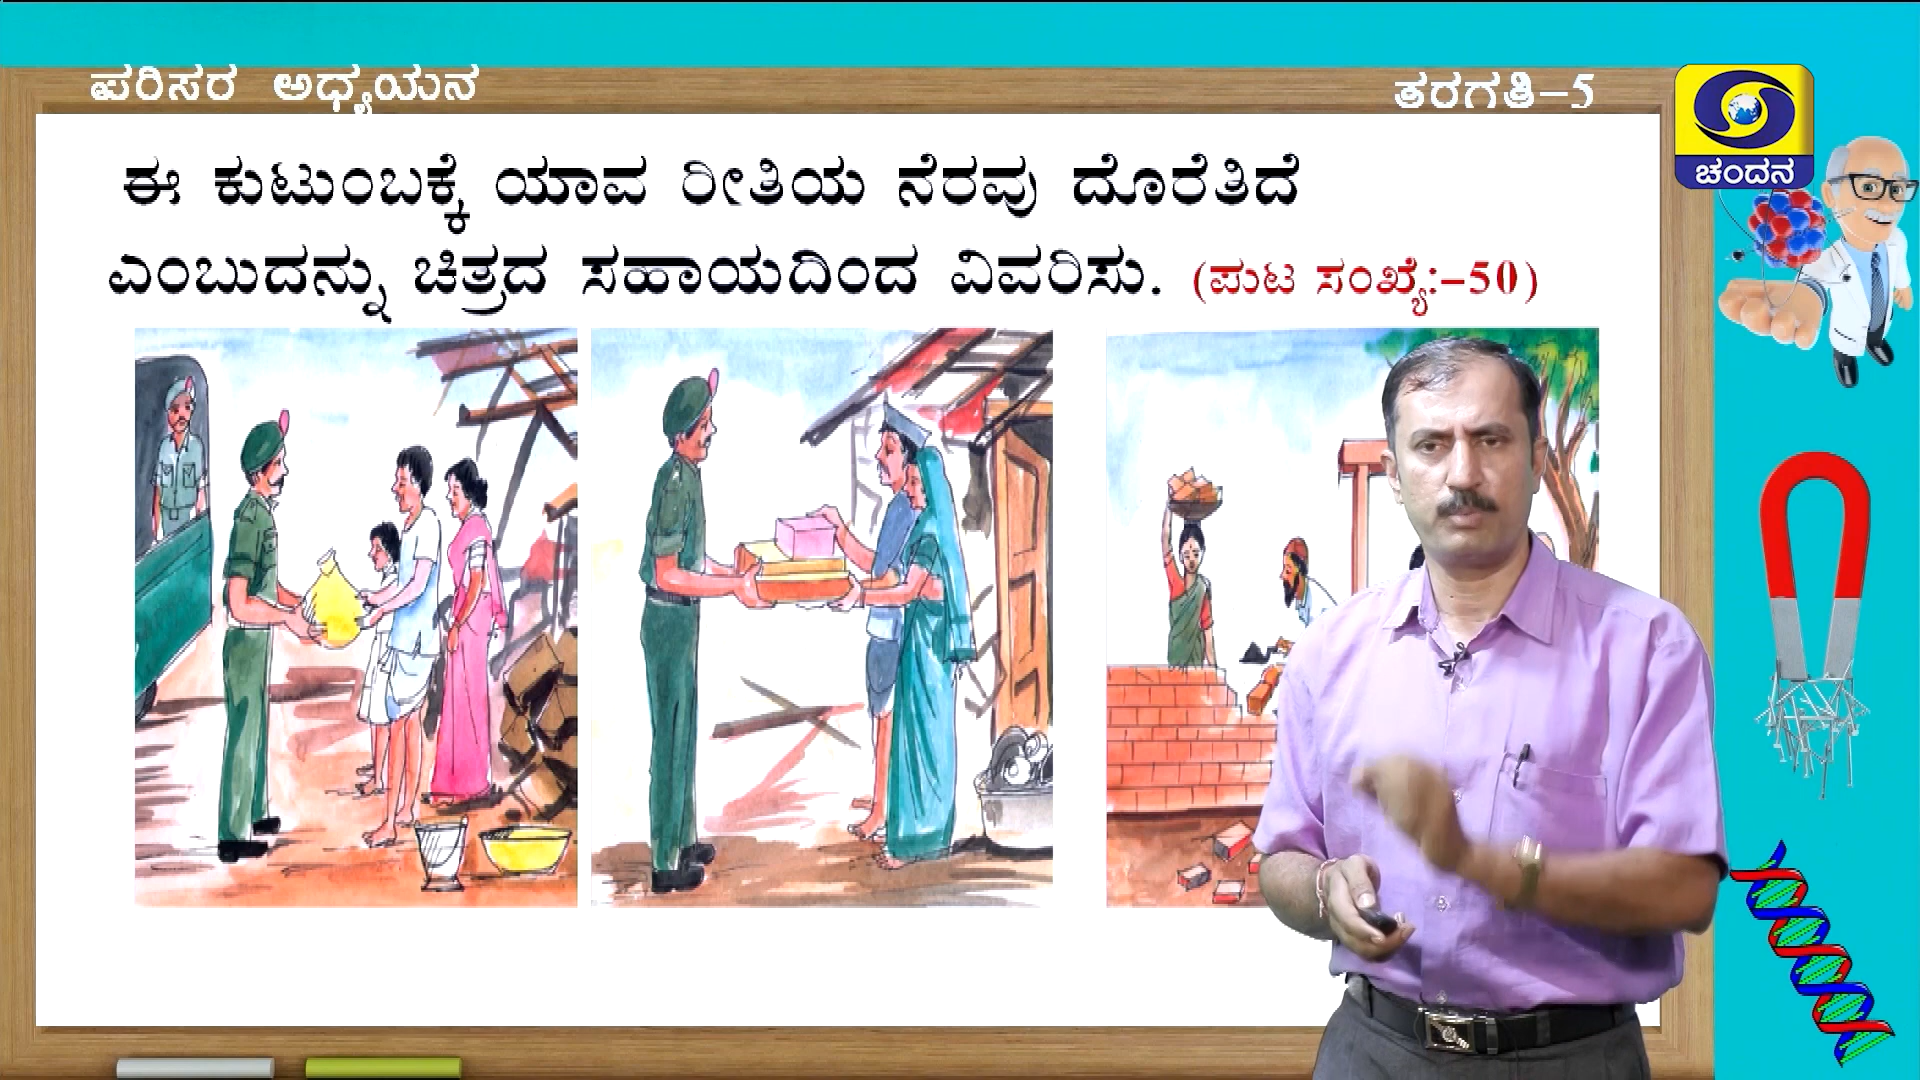 ಪರಿಸರ ಅಧ್ಯಯನ
ತರಗತಿ–5
ಚಂದನ
ಈ ಕುಟುಂಬಕ್ಕೆ ಯಾವ ರೀತಿಯ ನೆರವು ದೊರೆತಿದೆ
ಎಂಬುದನ್ನು ಚಿತ್ರದ ಸಹಾಯದಿಂದ ವಿವರಿಸು. (ಪುಟ ಸಂಖ್ಯೆ:–50)